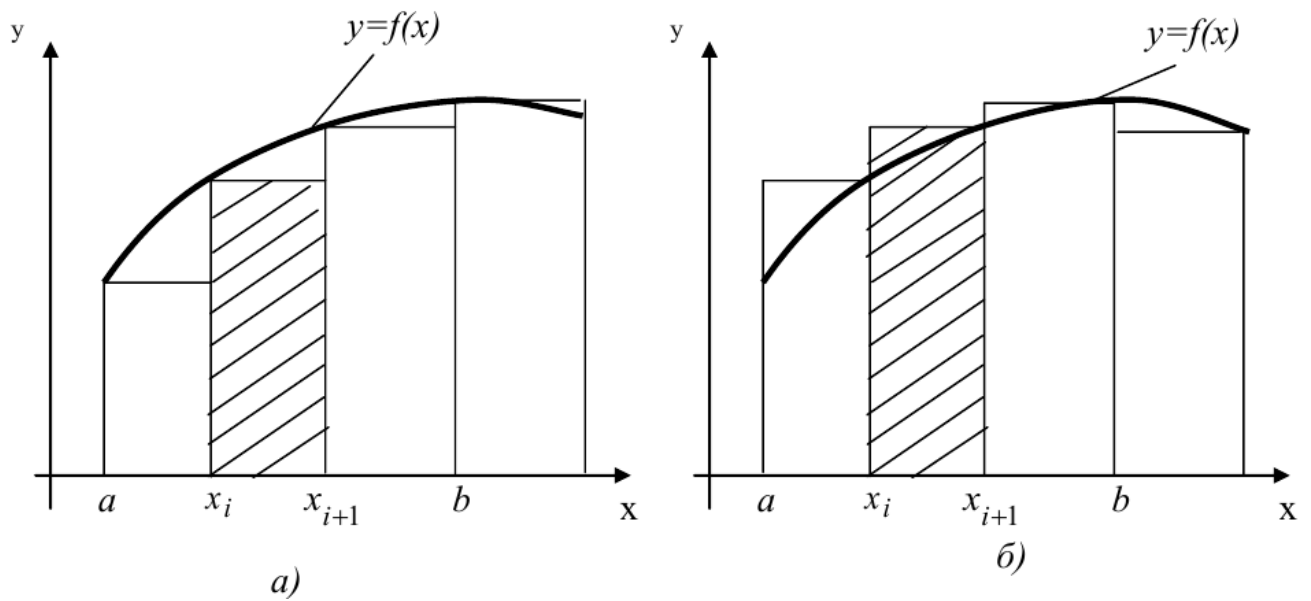 y
y=f(x)
a
x_i
x_{i+1}
b
x
а)
y
y=f(x)
a
x_i
x_{i+1}
b
x
б)